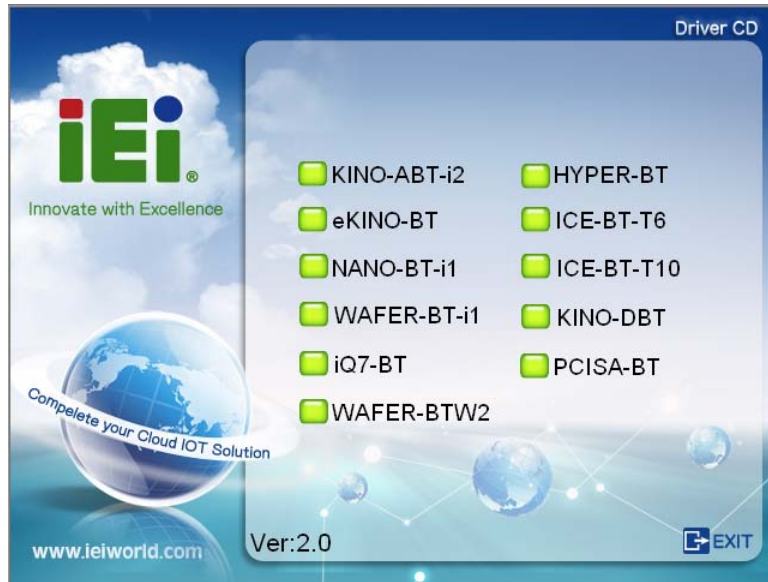 Driver CD
iEi®
Innovate with Excellence
KINO-ABT-i2
eKINO-BT
NANO-BT-i1
WAFER-BT-i1
iQ7-BT
WAFER-BTW2
HYPER-BT
ICE-BT-T6
ICE-BT-T10
KINO-DBT
PCISA-BT
Compelete your Cloud IOT Solution
www.ieiworld.com
Ver:2.0
EXIT